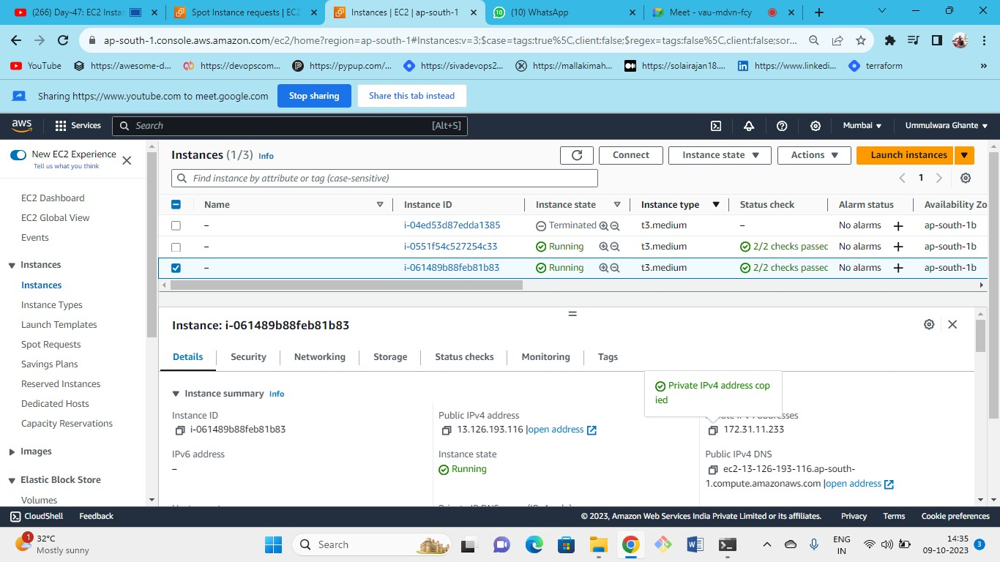 (266) Day-47: EC2 Instan
Spot Instance requests | EC2
Instances | EC2 | ap-south-1
(10) WhatsApp
Meet - vau-mdvn-fcy
ap-south-1.console.aws.amazon.com/ec2/home?region=ap-south-1#Instances:v=3;$case=tags:true%5C,client:false;$regex=tags:false%5C,client:false;sor...
YouTube
https://awesome-d...
https://devopscom...
https://pypup.com/...
https://sivadevops2...
https://mallakimah...
https://solairajan18....
https://www.linkedi...
terraform
»
Sharing https://www.youtube.com to meet.google.com
Stop sharing
Share this tab instead
aws
Services
Search
[Alt+S]
Mumbai
Ummulwara Ghante
New EC2 Experience
Tell us what you think
EC2 Dashboard
EC2 Global View
Events
Instances
Instances
Instance Types
Launch Templates
Spot Requests
Savings Plans
Reserved Instances
Dedicated Hosts
Capacity Reservations
Images
Elastic Block Store
Volumes
Instances (1/3) Info
Connect
Instance state
Actions
Launch instances
Find instance by attribute or tag (case-sensitive)
1
Name Instance ID Instance state Instance type Status check Alarm status Availability Zo
– i-04ed53d87edda1385 Terminated t3.medium – No alarms + ap-south-1b
– i-0551f54c527254c33 Running t3.medium 2/2 checks passec No alarms + ap-south-1b
– i-061489b88feb81b83 Running t3.medium 2/2 checks passec No alarms + ap-south-1b
Instance: i-061489b88feb81b83
Details Security Networking Storage Status checks Monitoring Tags
Private IPv4 address cop
ied
Instance summary Info
Instance ID
i-061489b88feb81b83
Public IPv4 address
13.126.193.116 |open address
172.31.11.233
IPv6 address
–
Instance state
Running
Public IPv4 DNS
ec2-13-126-193-116.ap-south-
1.compute.amazonaws.com |open address
CloudShell
Feedback
© 2023, Amazon Web Services India Private Limited or its affiliates.
Privacy
Terms
Cookie preferences
1
32°C
Mostly sunny
Search
ENG
IN
14:35
09-10-2023
3